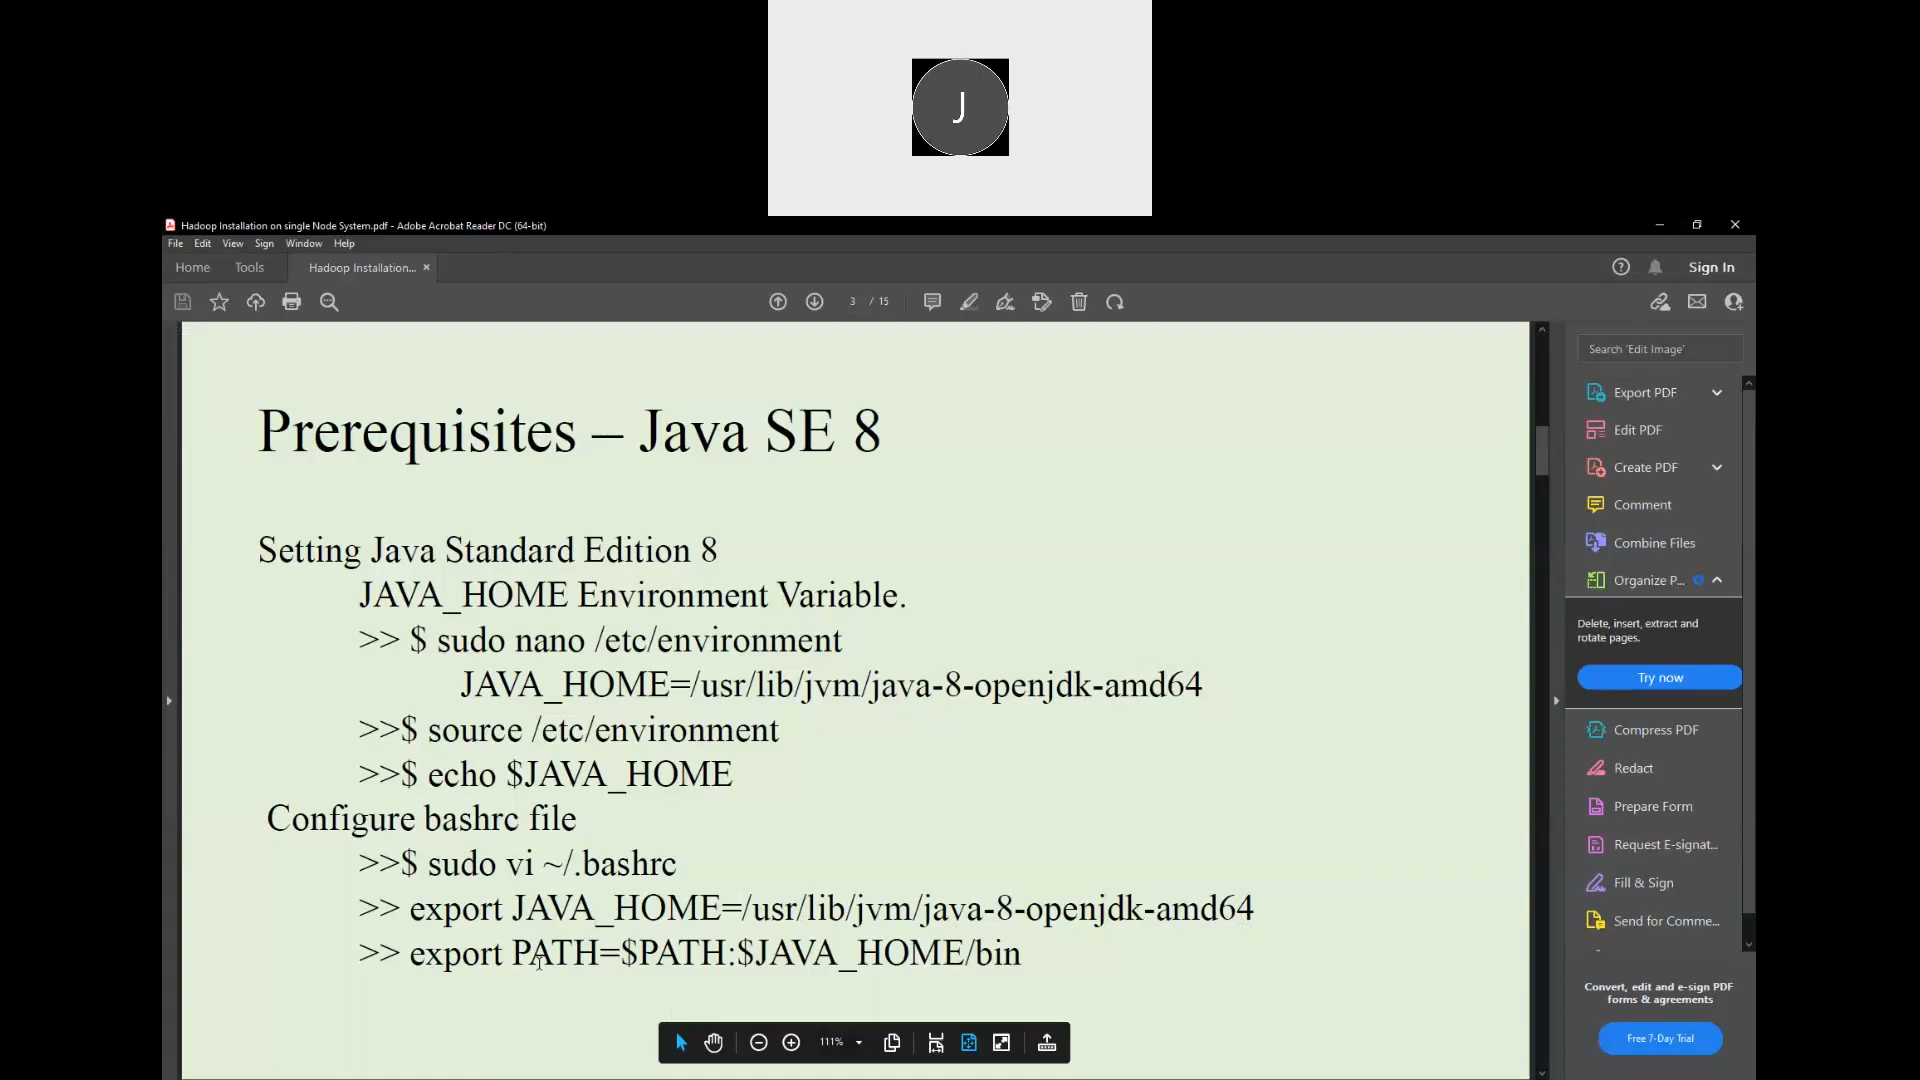 J
Hadoop Installation on single Node System.pdf - Adobe Acrobat Reader DC (64-bit)
File Edit View Sign Window Help
Home Tools Hadoop Installation... × Sign In
3 / 15
Search 'Edit Image'
Export PDF
Edit PDF
Create PDF
Comment
Combine Files
Organize P...
Delete, insert, extract and
rotate pages.
Try now
Compress PDF
Redact
Prepare Form
Request E-signat...
Fill & Sign
Send for Comme...
Convert, edit and e-sign PDF
forms & agreements
Free 7-Day Trial
Prerequisites – Java SE 8
Setting Java Standard Edition 8
JAVA_HOME Environment Variable.
>> $ sudo nano /etc/environment
JAVA_HOME=/usr/lib/jvm/java-8-openjdk-amd64
>>$ source /etc/environment
>>$ echo $JAVA_HOME
Configure bashrc file
>>$ sudo vi ~/.bashrc
>> export JAVA_HOME=/usr/lib/jvm/java-8-openjdk-amd64
>> export PATH=$PATH:$JAVA_HOME/bin
111%